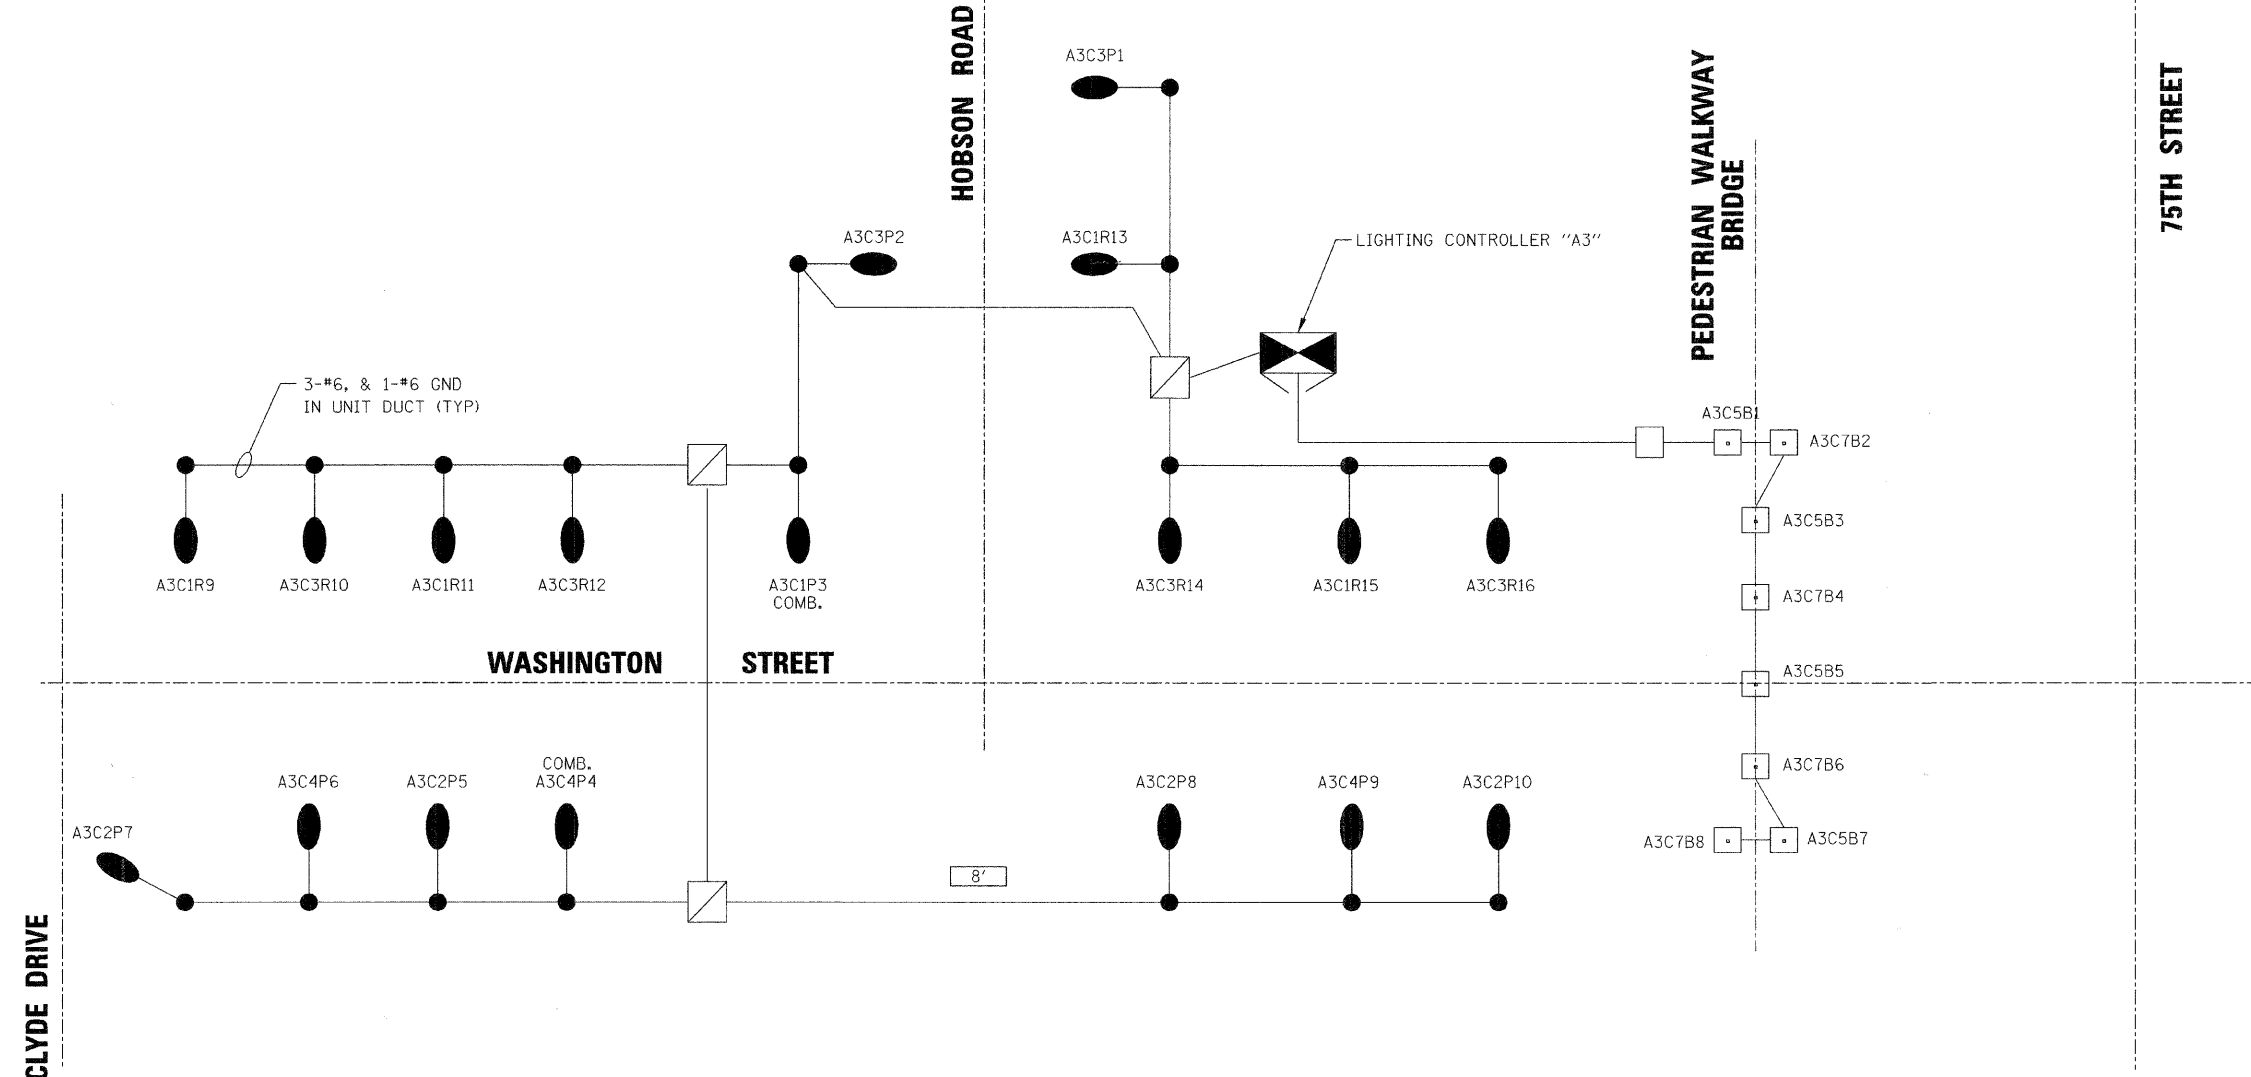 HOBSON ROAD
A3C3P1
PEDESTRIAN WALKWAY
BRIDGE
75TH STREET
A3C3P2
A3C1R13
LIGHTING CONTROLLER "A3"
3-#6, & 1-#6 GND
IN UNIT DUCT (TYP)
A3C5B1
A3C7B2
A3C5B3
A3C1R9
A3C3R10
A3C1R11
A3C3R12
A3C1P3
COMB.
A3C3R14
A3C1R15
A3C3R16
A3C7B4
WASHINGTON STREET
A3C5B5
COMB.
A3C4P6
A3C2P5
A3C4P4
A3C2P8
A3C4P9
A3C2P10
A3C7B6
A3C2P7
A3C7B8
A3C5B7
8'
CLYDE DRIVE